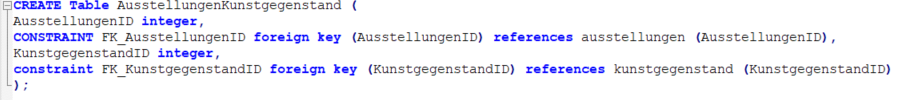 CREATE Table AusstellungenKunstgegenstand (
AusstellungenID integer,
CONSTRAINT FK_AusstellungenID foreign key (AusstellungenID) references ausstellungen (AusstellungenID),
KunstgegenstandID integer,
constraint FK_KunstgegenstandID foreign key (KunstgegenstandID) references kunstgegenstand (KunstgegenstandID)
);